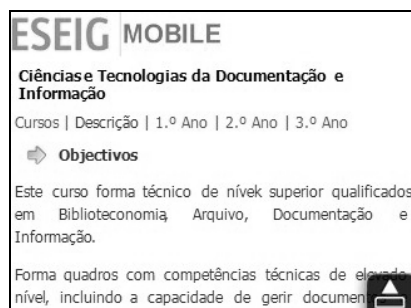 ESEIG MOBILE
Ciências e Tecnologias da Documentação e
Informação
Cursos | Descrição | 1.º Ano | 2.º Ano | 3.º Ano
Objectivos
Este curso forma técnico de nívek superior qualificados
em Biblioteconomia, Arquivo, Documentação e
Informação.
Forma quadros com competências técnicas de elevado
nível, incluindo a capacidade de gerir